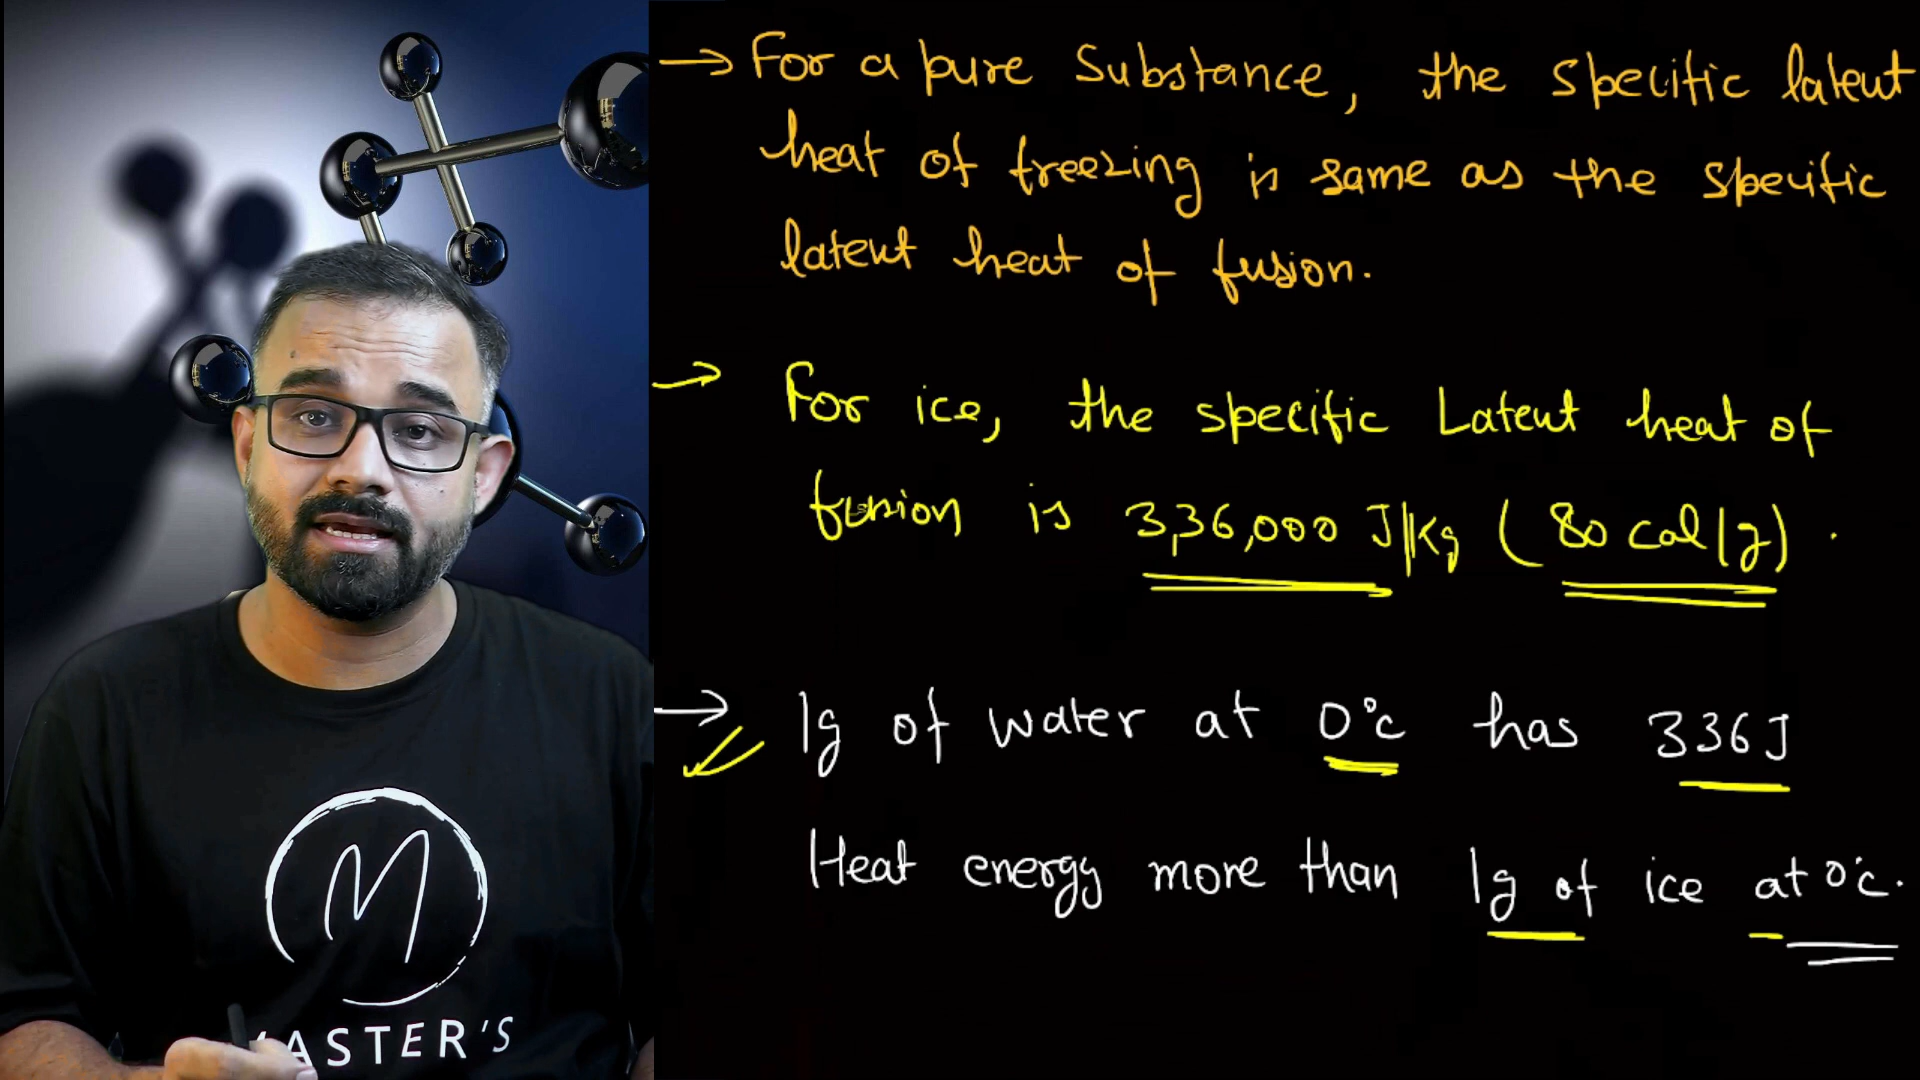 → For a pure substance, the specific latent
heat of freezing is same as the specific
latent heat of fusion.
→ For ice, the specific Latent heat of
fusion is 3,36,000 J/kg (80 cal/g).
→ 1g of water at 0°c has 336J
Heat energy more than 1g of ice at 0°c.
M
MASTER'S